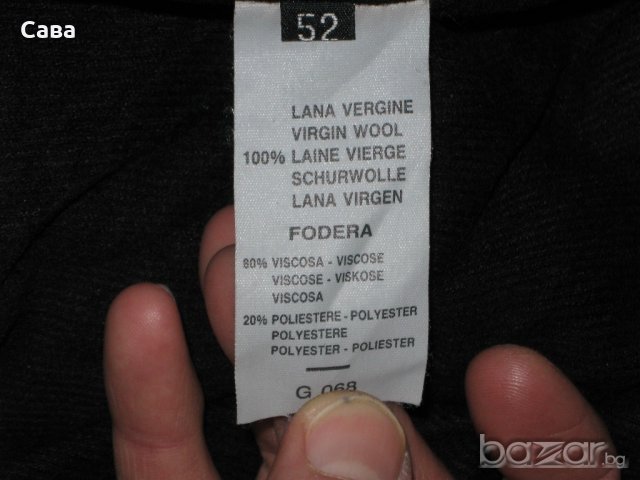 Сава
52
LANA VERGINE
VIRGIN WOOL
100% LAINE VIERGE
SCHURWOLLE
LANA VIRGEN
FODERA
80% VISCOSA - VISCOSE
VISCOSE - VISKOSE
VISCOSA
20% POLIESTERE - POLYESTER
POLYESTERE
POLYESTER - POLIESTER
G 068
bazar.bg